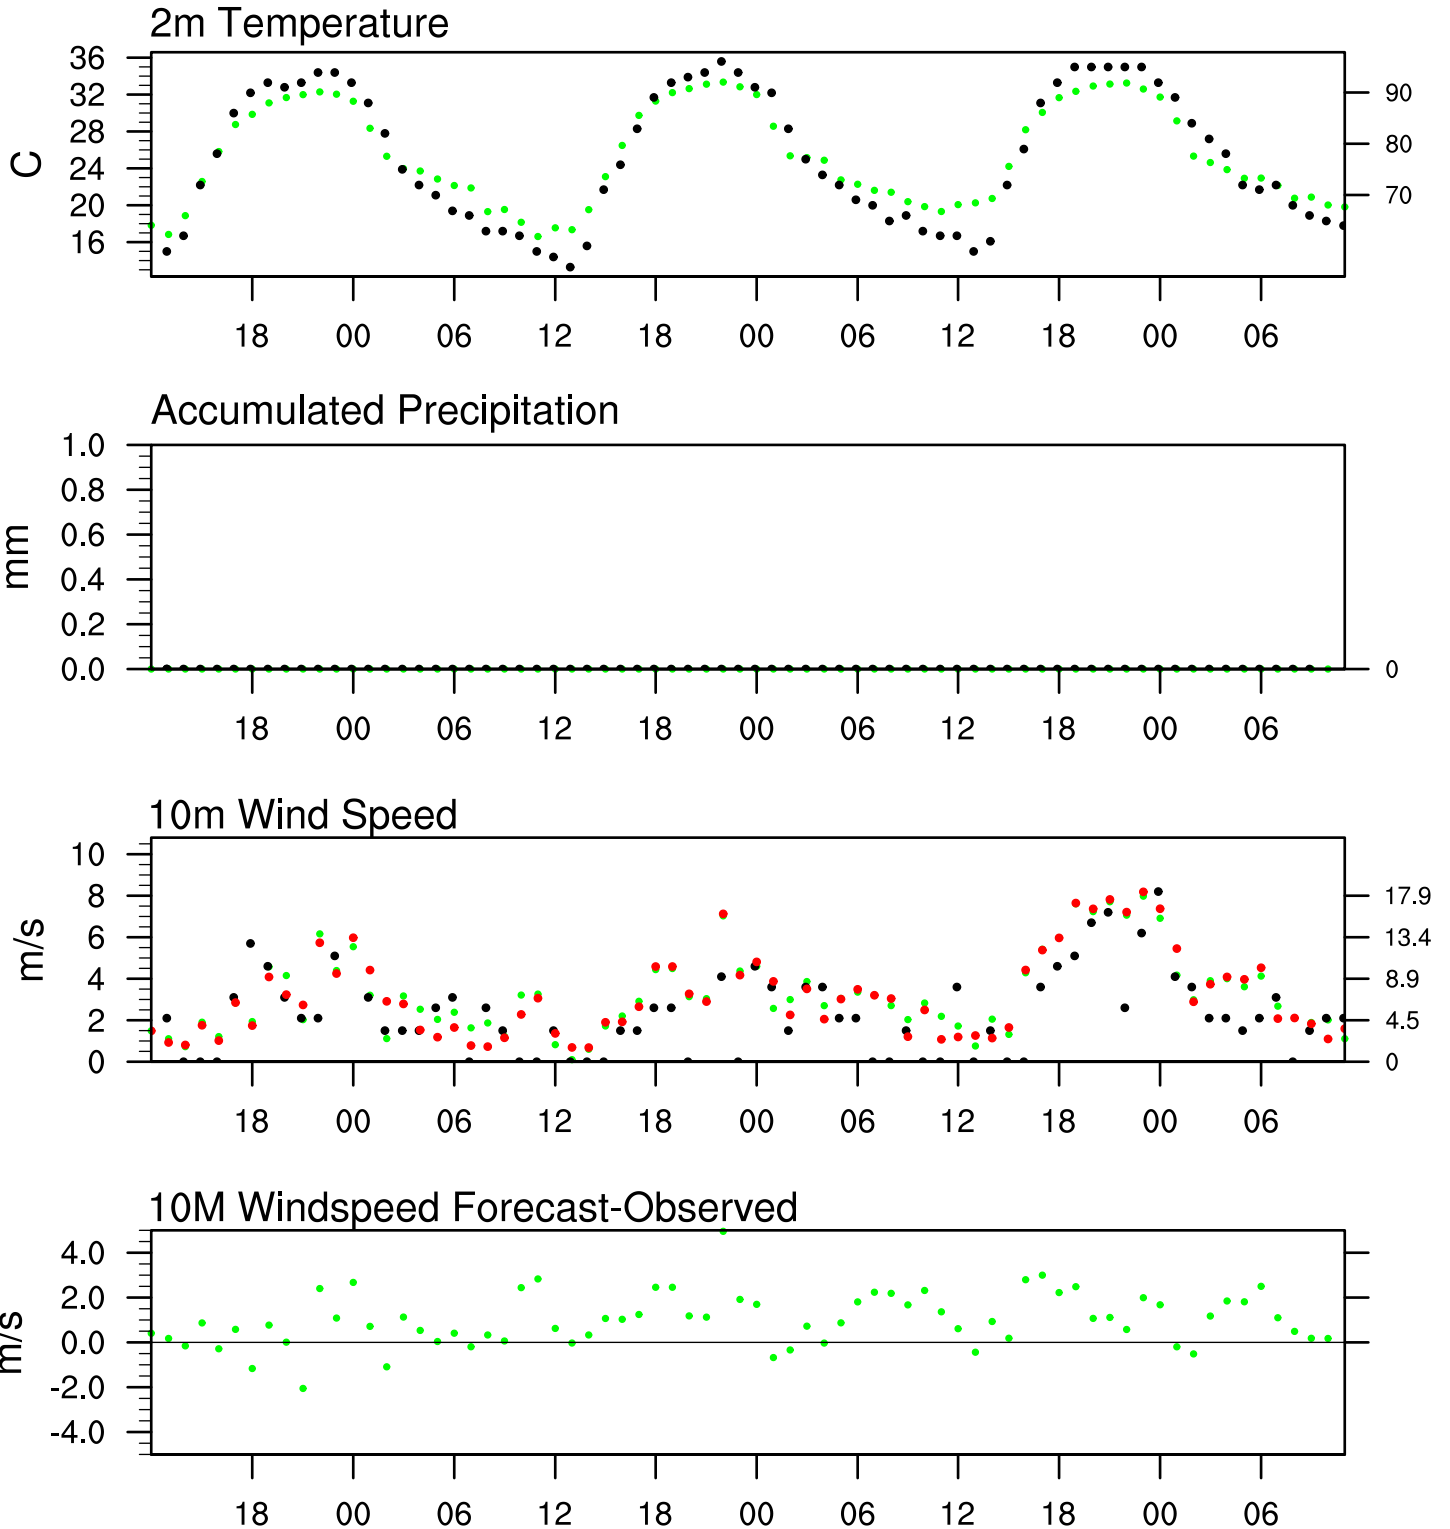 2m Temperature
36
32
28
24
20
16
C
90
80
70
18 00 06 12 18 00 06 12 18 00 06
Accumulated Precipitation
1.0
0.8
0.6
0.4
0.2
0.0
mm
0
18 00 06 12 18 00 06 12 18 00 06
10m Wind Speed
10
8
6
4
2
0
m/s
17.9
13.4
8.9
4.5
0
18 00 06 12 18 00 06 12 18 00 06
10M Windspeed Forecast-Observed
4.0
2.0
0.0
-2.0
-4.0
m/s
18 00 06 12 18 00 06 12 18 00 06